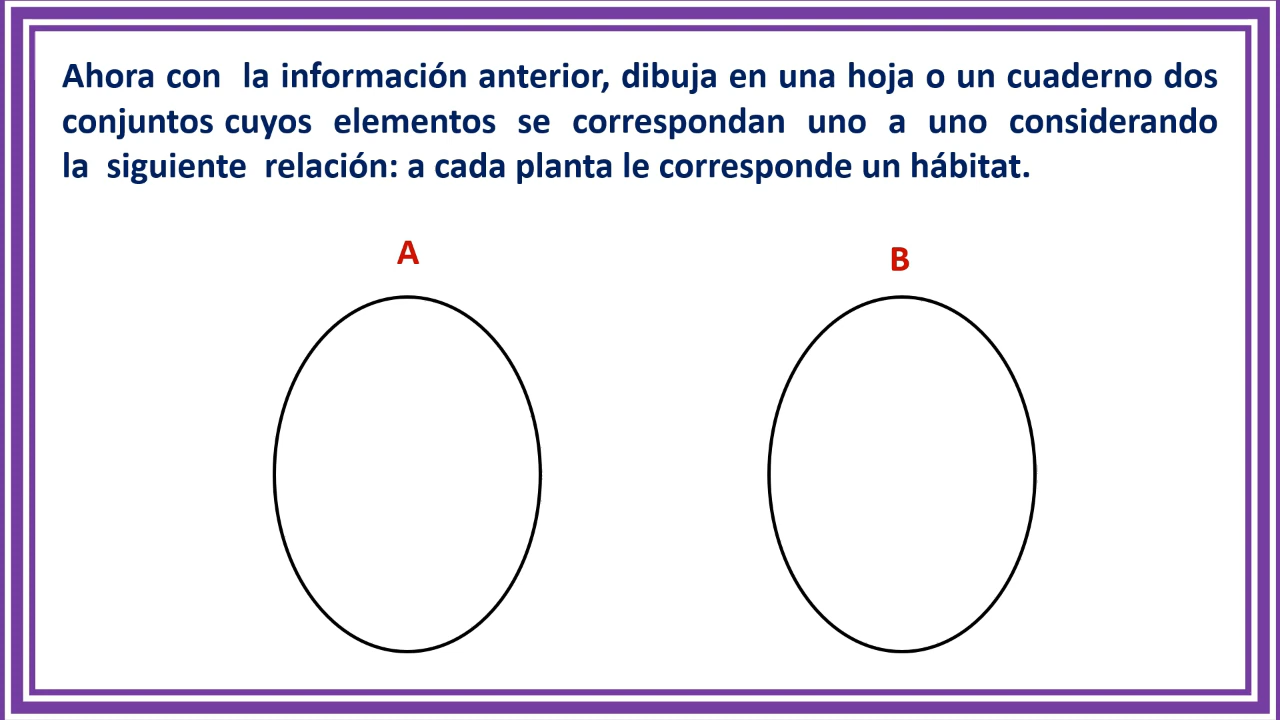 Ahora con la información anterior, dibuja en una hoja o un cuaderno dos
conjuntos cuyos elementos se correspondan uno a uno considerando
la siguiente relación: a cada planta le corresponde un hábitat.
A
B